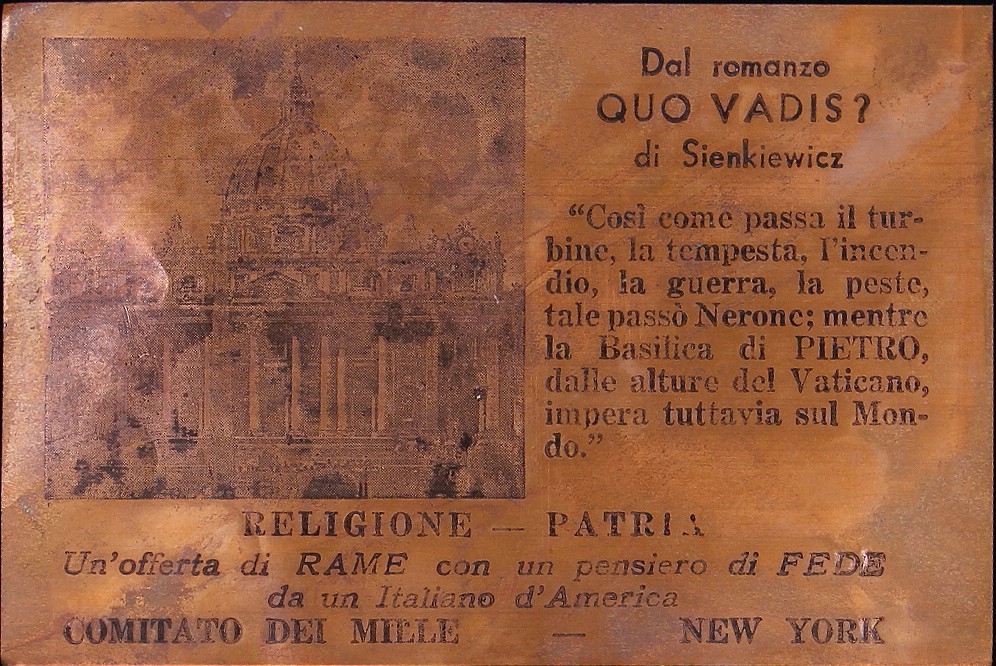 Dal romanzo
QUO VADIS?
di Sienkiewicz
“Così come passa il tur-
bine, la tempesta, l’incen-
dio, la guerra, la peste,
tale passò Nerone; mentre
la Basilica di PIETRO,
dalle alture del Vaticano,
impera tuttavia sul Mon-
do.”
RELIGIONE — PATRIA
Un’offerta di RAME con un pensiero di FEDE
da un Italiano d’America
COMITATO DEI MILLE — NEW YORK